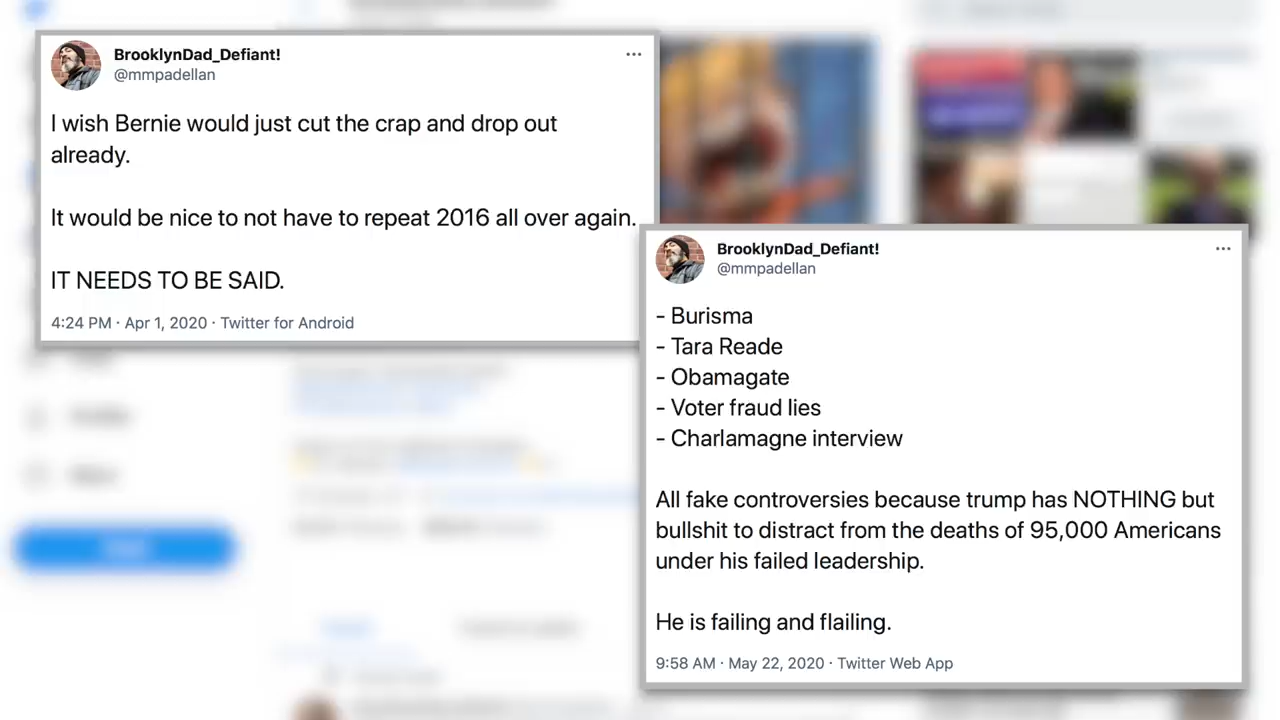 BrooklynDad_Defiant!
@mmpadellan
I wish Bernie would just cut the crap and drop out
already.
It would be nice to not have to repeat 2016 all over again.
IT NEEDS TO BE SAID.
4:24 PM · Apr 1, 2020 · Twitter for Android
BrooklynDad_Defiant!
@mmpadellan
- Burisma
- Tara Reade
- Obamagate
- Voter fraud lies
- Charlamagne interview
All fake controversies because trump has NOTHING but
bullshit to distract from the deaths of 95,000 Americans
under his failed leadership.
He is failing and flailing.
9:58 AM · May 22, 2020 · Twitter Web App